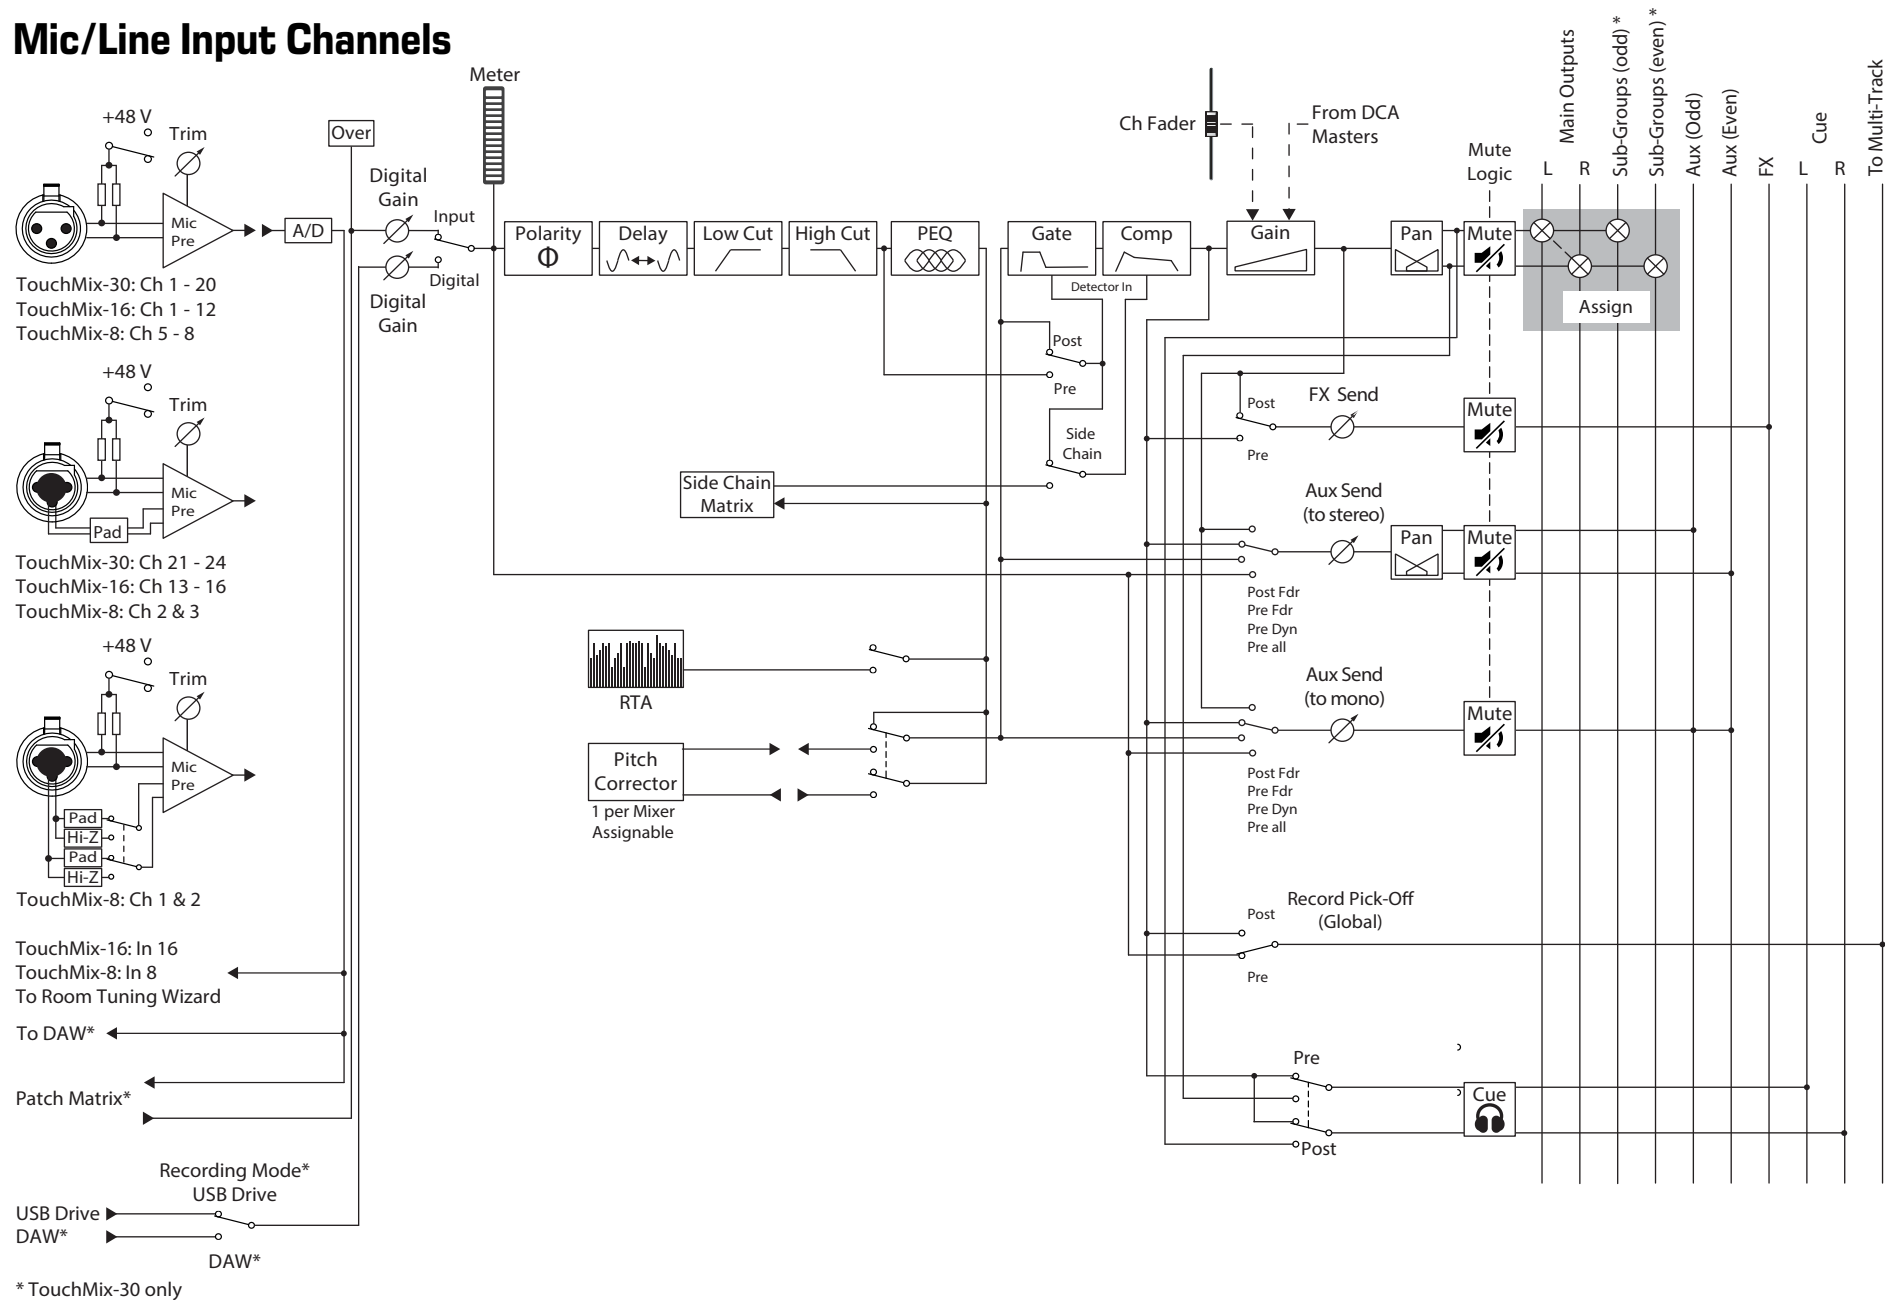 Mic/Line Input Channels
+48 V
Trim
Mic
Pre
A/D
Over
TouchMix-30: Ch 1 - 20
TouchMix-16: Ch 1 - 12
TouchMix-8: Ch 5 - 8
+48 V
Trim
Mic
Pre
Pad
TouchMix-30: Ch 21 - 24
TouchMix-16: Ch 13 - 16
TouchMix-8: Ch 2 & 3
+48 V
Trim
Mic
Pre
Pad
Hi-Z
Pad
Hi-Z
TouchMix-8: Ch 1 & 2
TouchMix-16: In 16
TouchMix-8: In 8
To Room Tuning Wizard
To DAW*
Patch Matrix*
Recording Mode*
USB Drive
USB Drive
DAW*
DAW*
* TouchMix-30 only
Digital
Gain
Input
Digital
Digital
Gain
Meter
Polarity
Φ
Delay
Low Cut
High Cut
PEQ
Gate
Comp
Detector In
Post
Pre
Side
Chain
Side Chain
Matrix
RTA
Pitch
Corrector
1 per Mixer
Assignable
Ch Fader
From DCA
Masters
Gain
Pan
Mute
Logic
Mute
Main Outputs
L
R
Sub-Groups (odd) *
Sub-Groups (even) *
Aux (Odd)
Aux (Even)
FX
Cue
L
R
To Multi-Track
Assign
Post
FX Send
Pre
Mute
Aux Send
(to stereo)
Pan
Mute
Post Fdr
Pre Fdr
Pre Dyn
Pre all
Aux Send
(to mono)
Mute
Post Fdr
Pre Fdr
Pre Dyn
Pre all
Record Pick-Off
(Global)
Post
Pre
Pre
Post
Cue